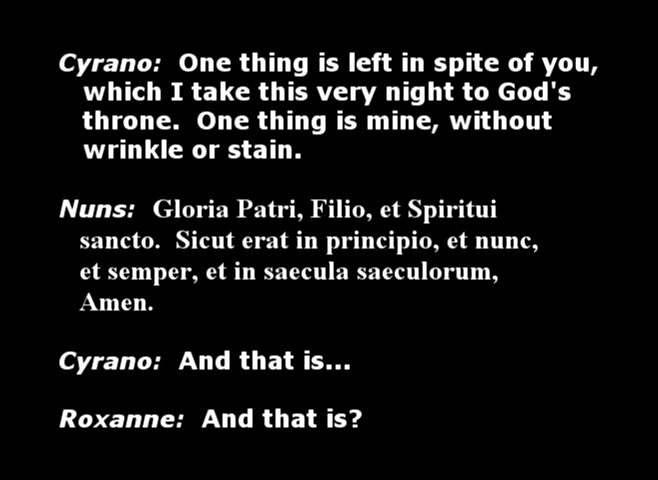 Cyrano: One thing is left in spite of you,
which I take this very night to God's
throne. One thing is mine, without
wrinkle or stain.
Nuns: Gloria Patri, Filio, et Spiritui
sancto. Sicut erat in principio, et nunc,
et semper, et in saecula saeculorum,
Amen.
Cyrano: And that is...
Roxanne: And that is?